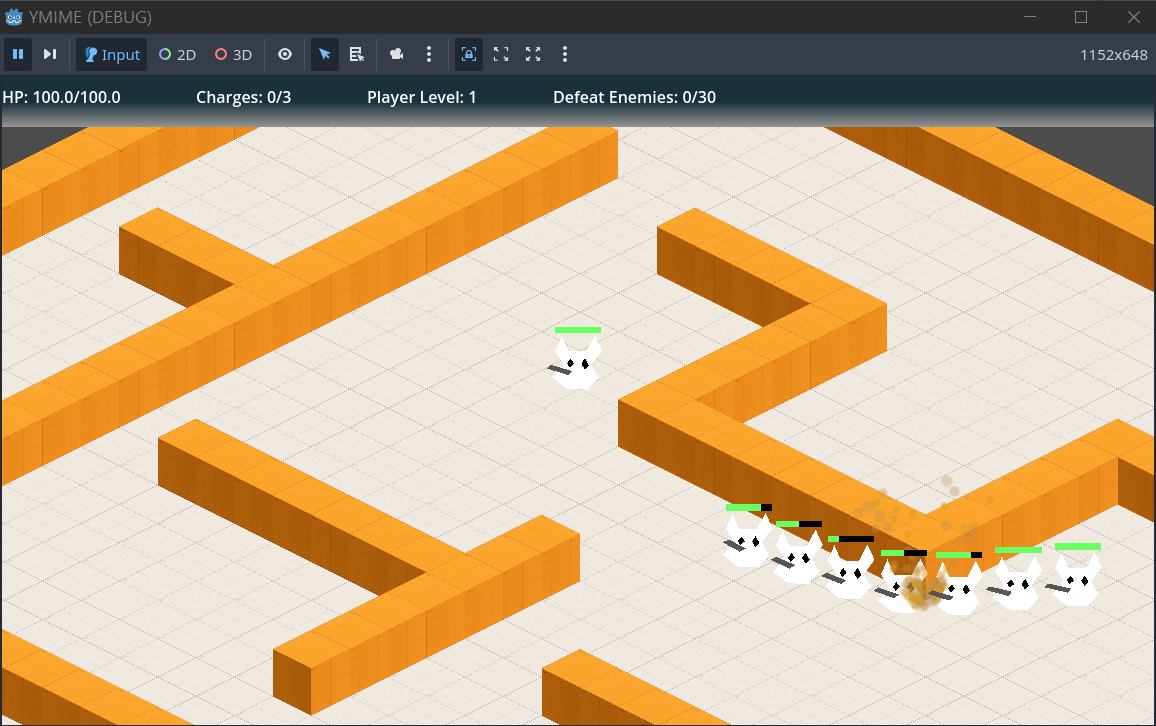 YMIME (DEBUG)
Input 2D 3D 1152x648
HP: 100.0/100.0 Charges: 0/3 Player Level: 1 Defeat Enemies: 0/30